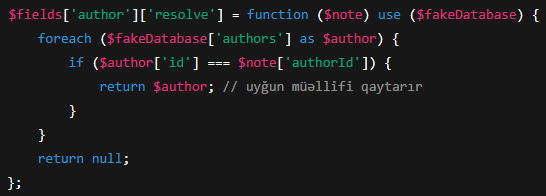 $fields['author']['resolve'] = function ($note) use ($fakeDatabase) {
    foreach ($fakeDatabase['authors'] as $author) {
        if ($author['id'] === $note['authorId']) {
            return $author; // uyğun müəllifi qaytarır
        }
    }
    return null;
};